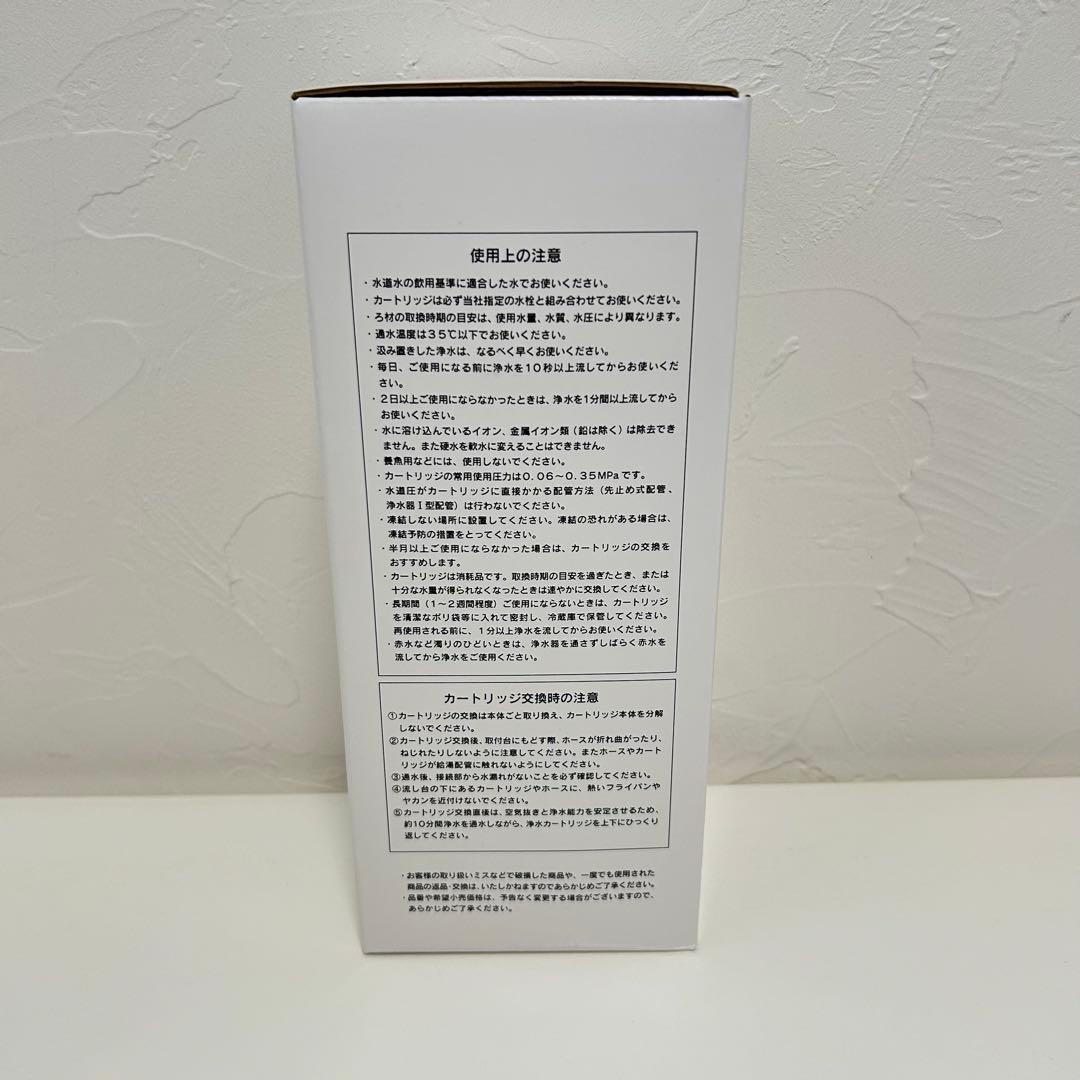 使用上の注意
・水道水の飲用基準に適合した水でお使いください。
・カートリッジは必ず当社指定の水栓と組み合わせてお使いください。
・ろ材の取換時期の目安は、使用水量、水質、水圧により異なります。
・通水温度は35℃以下でお使いください。
・汲み置きした浄水は、なるべく早くお使いください。
・毎日、ご使用になる前に浄水を10秒以上流してからお使いくだ
さい。
・2日以上ご使用にならなかったときは、浄水を1分間以上流してから
お使いください。
・水に溶け込んでいるイオン、金属イオン類（鉛は除く）は除去でき
ません。また硬水を軟水に変えることはできません。
・養魚用などには、使用しないでください。
・カートリッジの常用使用圧力は0.06～0.35MPaです。
・水道圧がカートリッジに直接かかる配管方法（先止め式配管、
浄水器Ⅰ型配管）は行わないでください。
・凍結しない場所に設置してください。凍結の恐れがある場合は、
凍結予防の措置をとってください。
・半月以上ご使用にならなかった場合は、カートリッジの交換を
おすすめします。
・カートリッジは消耗品です。取換時期の目安を過ぎたとき、または
十分な水量が得られなくなったときは速やかに交換してください。
・長期間（1～2週間程度）ご使用にならないときは、カートリッジ
を清潔なポリ袋等に入れて密封し、冷蔵庫で保管してください。
再使用される前に、1分以上浄水を流してからお使いください。
・赤水など濁りのひどいときは、浄水器を通さずしばらく赤水を
流してから浄水をご使用ください。
カートリッジ交換時の注意
①カートリッジの交換は本体ごと取り換え、カートリッジ本体を分解
しないでください。
②カートリッジ交換後、取付台にもどす際、ホースが折れ曲がったり、
ねじれたりしないように注意してください。またホースやカート
リッジが給湯配管に触れないようにしてください。
③通水後、接続部から水漏れがないことを必ず確認してください。
④流し台の下にあるカートリッジやホースに、熱いフライパンや
ヤカンを近付けないでください。
⑤カートリッジ交換直後は、空気抜きと浄水能力を安定させるため、
約10分間浄水を通水しながら、浄水カートリッジを上下にひっくり
返してください。
・お客様の取り扱いミスなどで破損した商品や、一度でも使用された
商品の返品・交換は、いたしかねますのであらかじめご了承ください。
・品番や希望小売価格は、予告なく変更する場合がございますので、
あらかじめご了承ください。